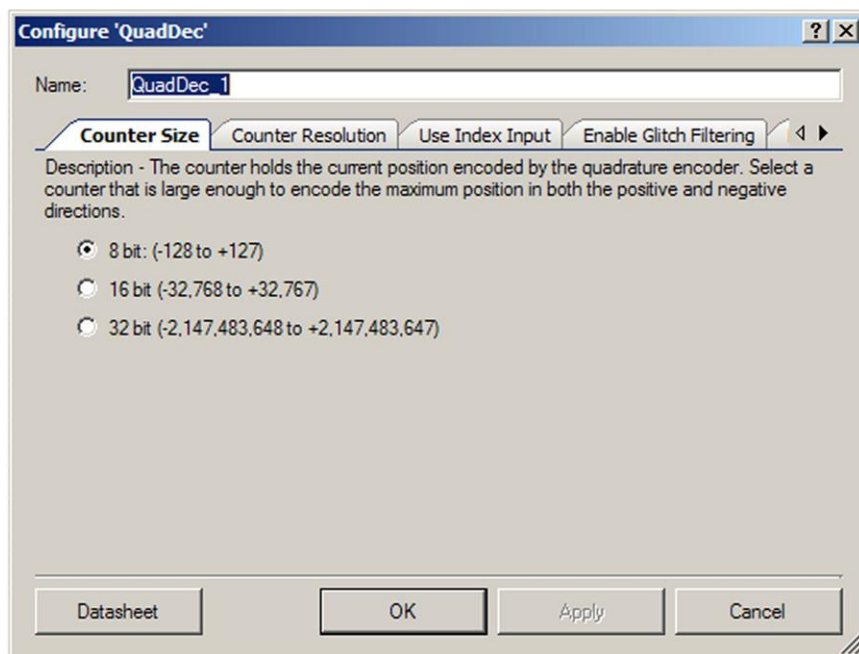 Configure 'QuadDec'
Name: QuadDec_1
Counter Size Counter Resolution Use Index Input Enable Glitch Filtering
Description - The counter holds the current position encoded by the quadrature encoder. Select a
counter that is large enough to encode the maximum position in both the positive and negative
directions.
8 bit: (-128 to +127)
16 bit (-32,768 to +32,767)
32 bit (-2,147,483,648 to +2,147,483,647)
Datasheet OK Apply Cancel